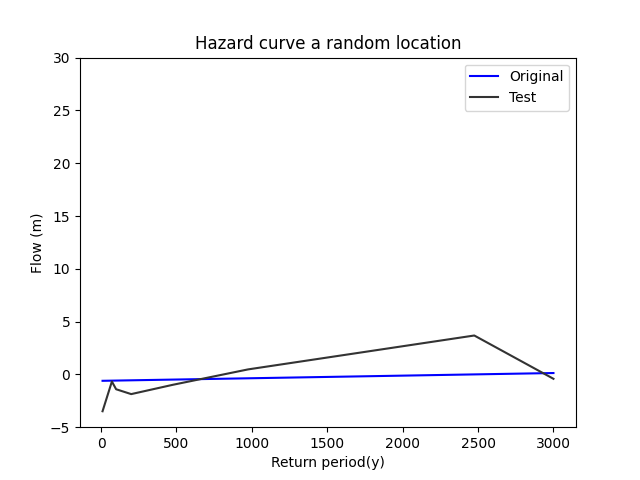 Hazard curve a random location
Original
Test
Flow (m)
30
25
20
15
10
5
0
−5
0 500 1000 1500 2000 2500 3000
Return period(y)